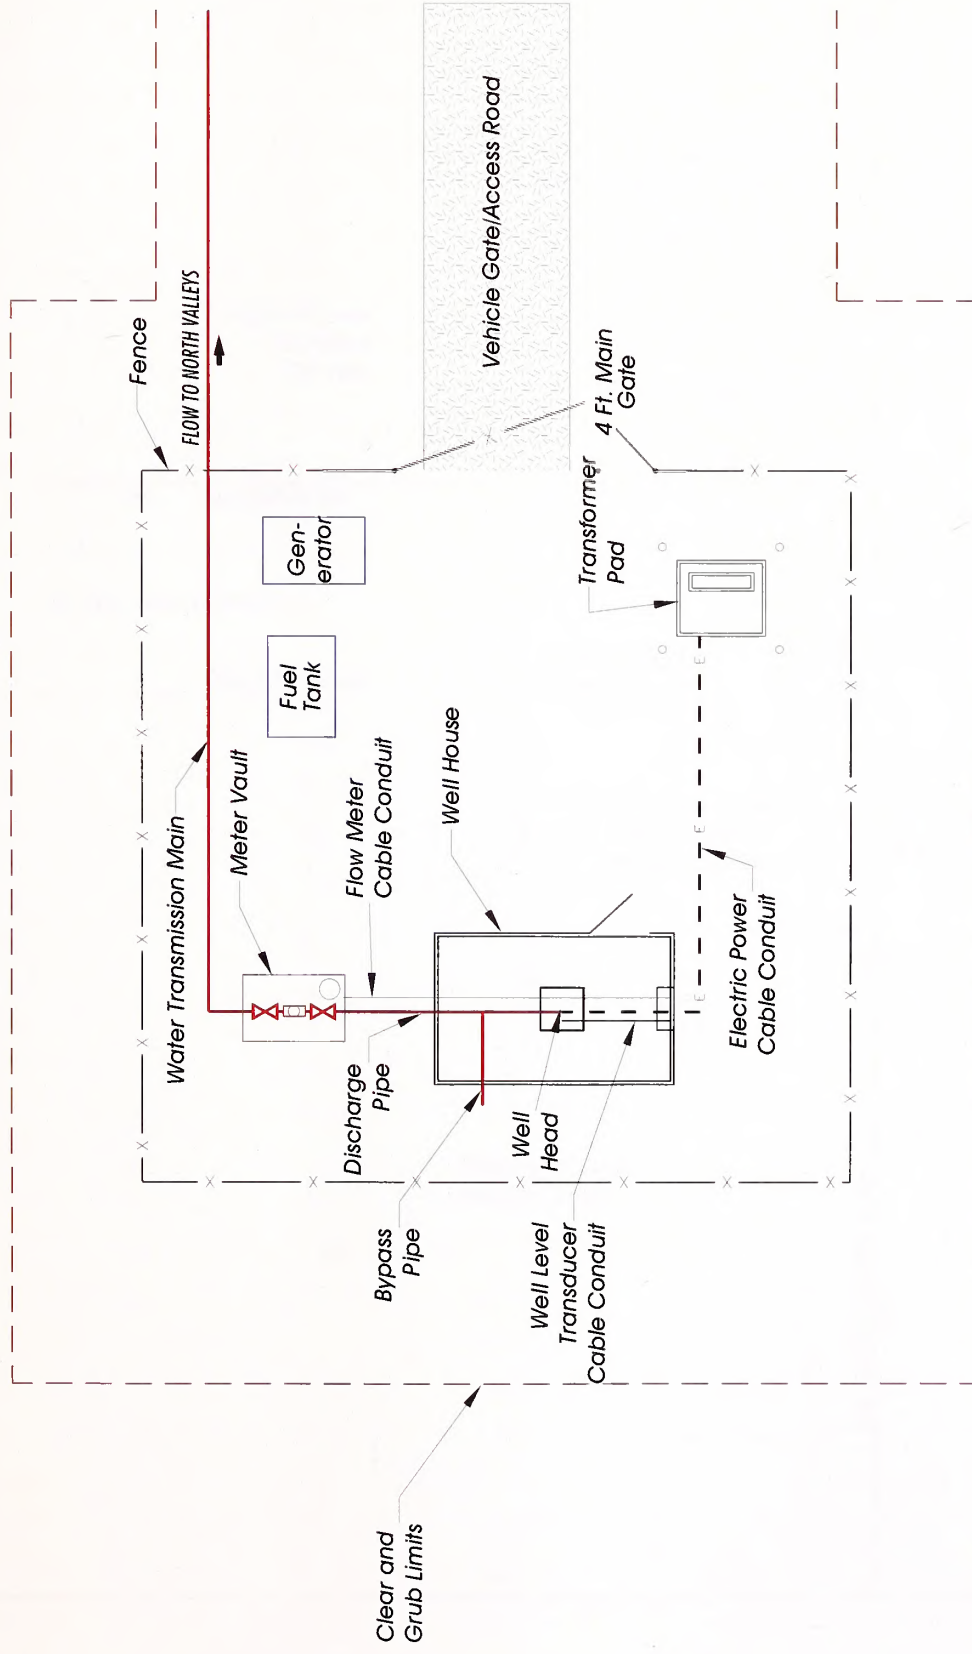 Clear and
Grub Limits
Bypass
Pipe
Well Level
Transducer
Cable Conduit
Discharge
Pipe
Well
Head
Water Transmission Main
Meter Vault
Flow Meter
Cable Conduit
Well House
Electric Power
Cable Conduit
E
E
E
Fuel
Tank
Gen-
erator
Transformer
Pad
Fence
FLOW TO NORTH VALLEYS
4 Ft. Main
Gate
Vehicle Gate/Access Road